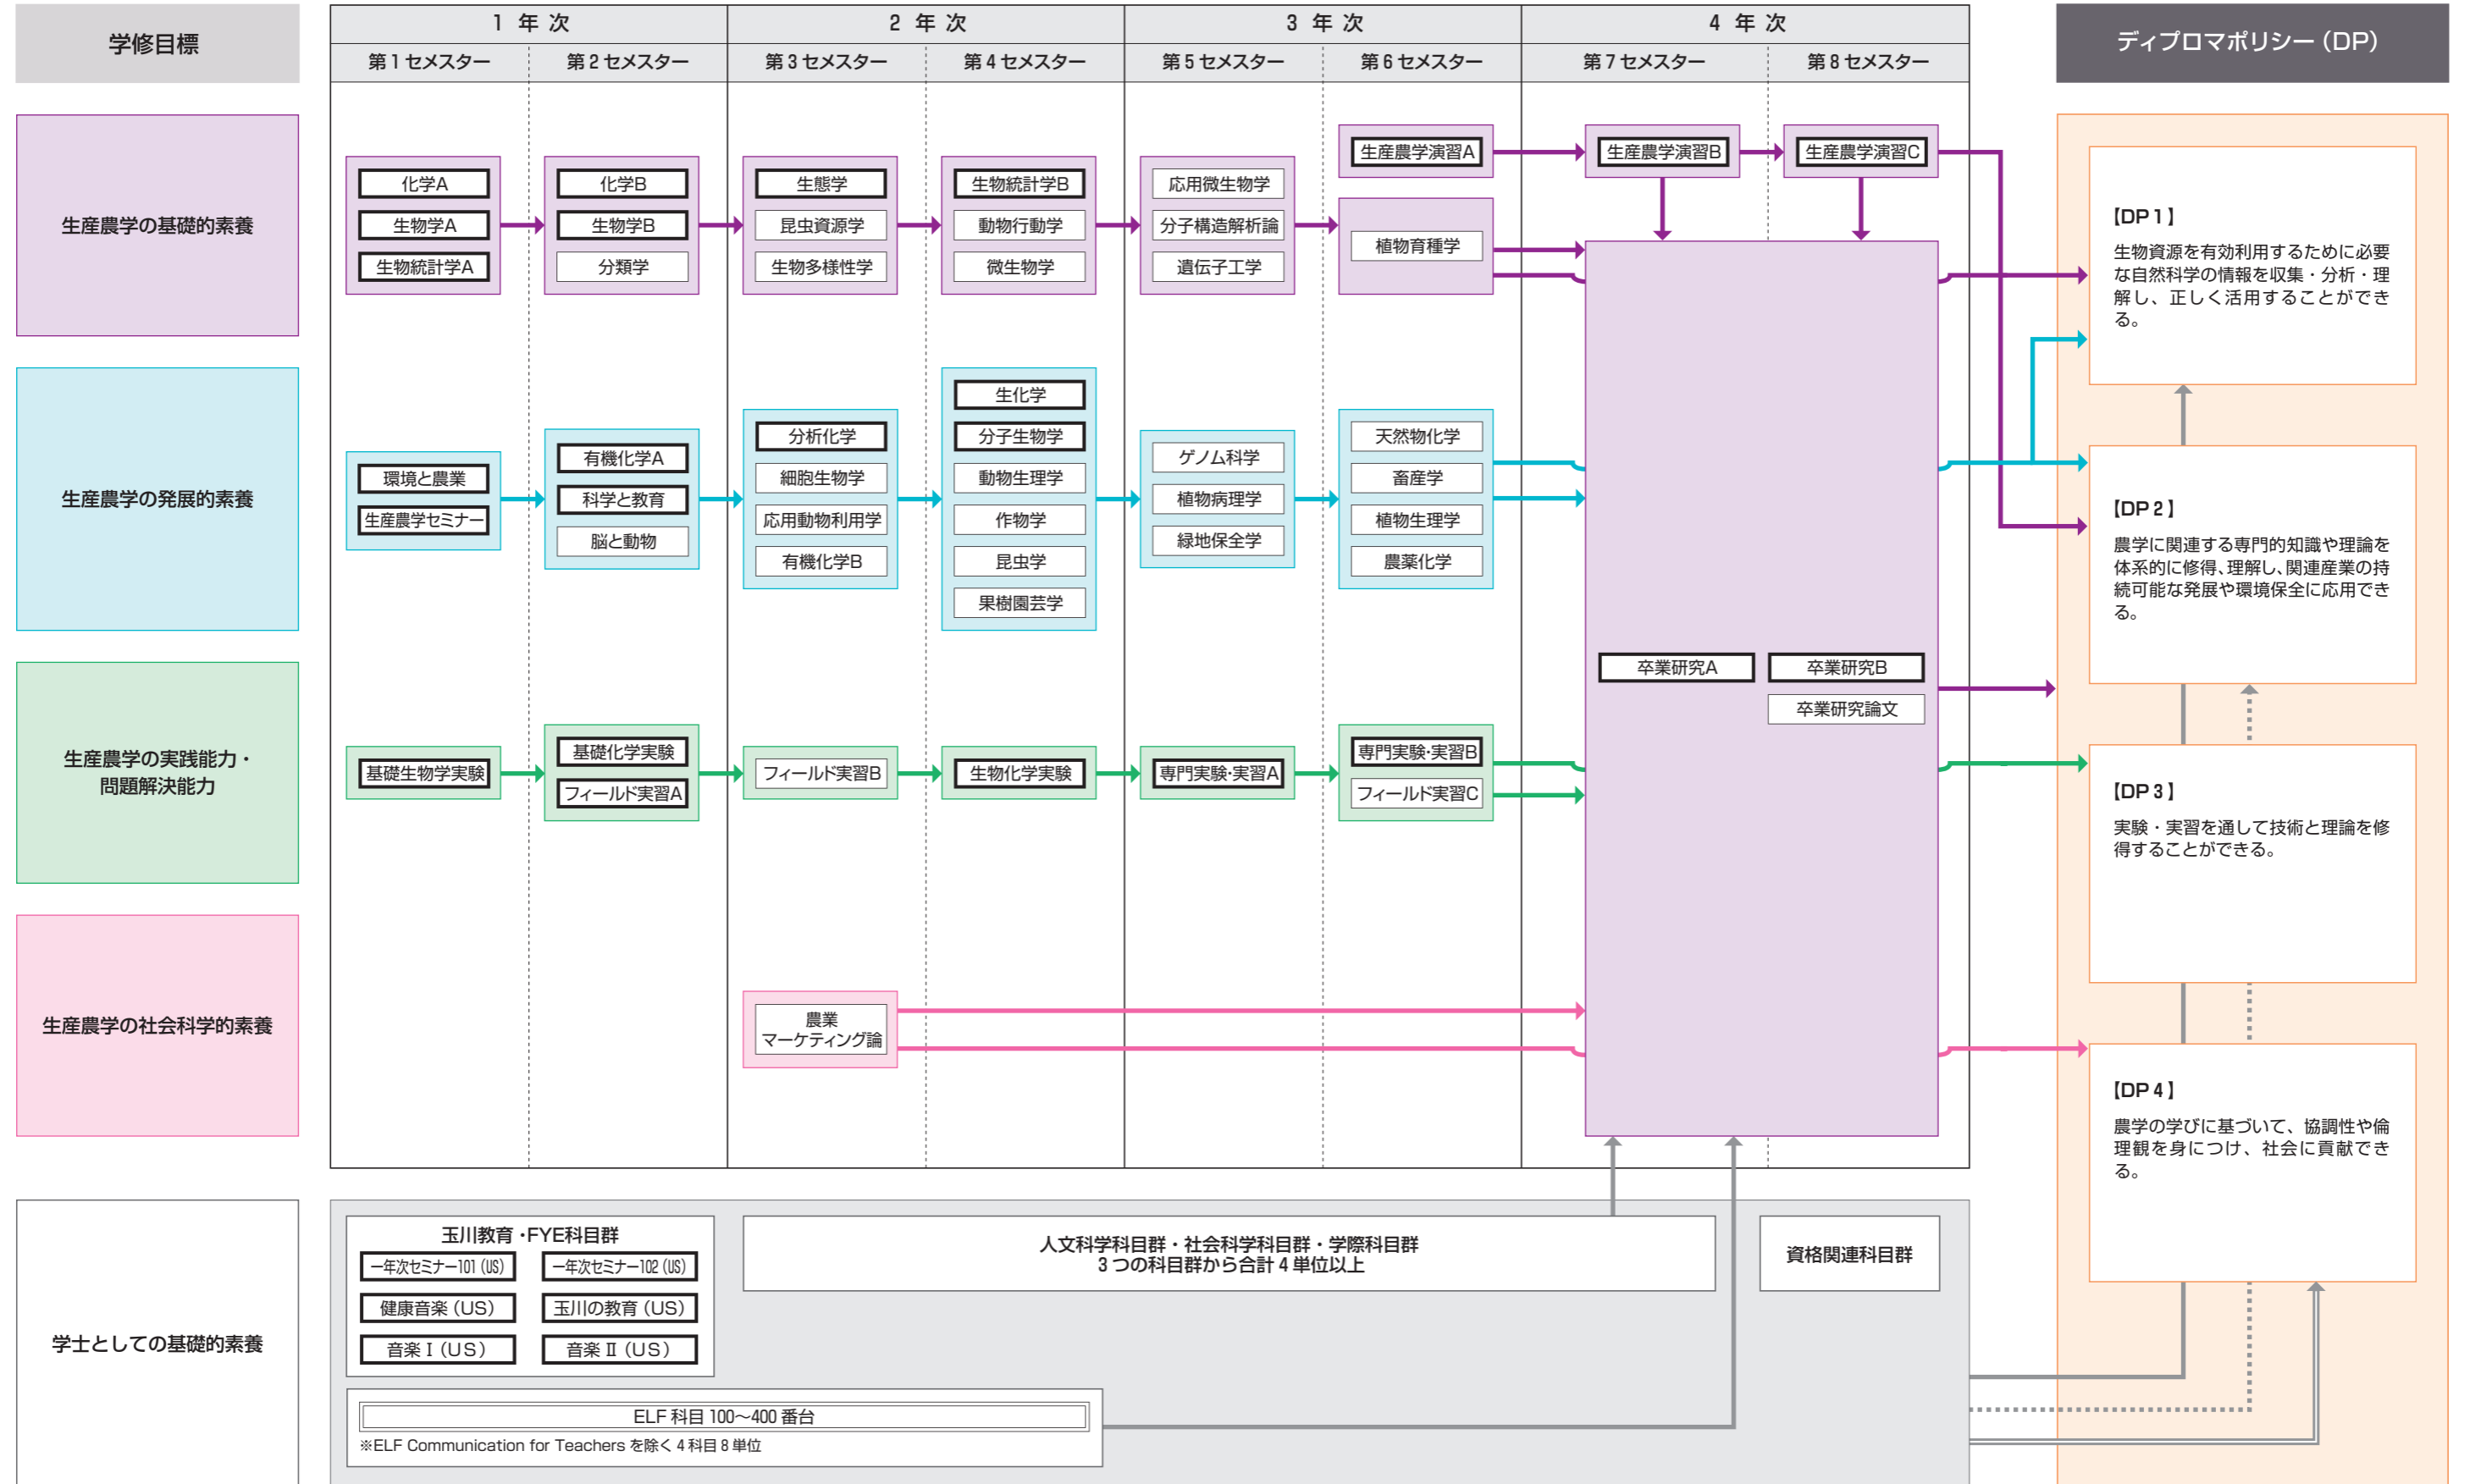 学修目標
1 年 次
2 年 次
3 年 次
4 年 次
第1セメスター
第2セメスター
第3セメスター
第4セメスター
第5セメスター
第6セメスター
第7セメスター
第8セメスター
ディプロマポリシー（DP）
生産農学の基礎的素養
化学A
生物学A
生物統計学A
化学B
生物学B
分類学
生態学
昆虫資源学
生物多様性学
生物統計学B
動物行動学
微生物学
応用微生物学
分子構造解析論
遺伝子工学
生産農学演習A
植物育種学
生産農学演習B
生産農学演習C
生産農学の発展的素養
環境と農業
生産農学セミナー
有機化学A
科学と教育
脳と動物
分析化学
細胞生物学
応用動物利用学
有機化学B
生化学
分子生物学
動物生理学
作物学
昆虫学
果樹園芸学
ゲノム科学
植物病理学
緑地保全学
天然物化学
畜産学
植物生理学
農薬化学
卒業研究A
卒業研究B
卒業研究論文
生産農学の実践能力・
問題解決能力
基礎生物学実験
基礎化学実験
フィールド実習A
フィールド実習B
生物化学実験
専門実験・実習A
専門実験・実習B
フィールド実習C
生産農学の社会科学的素養
農業
マーケティング論
【DP 1】
生物資源を有効利用するために必要
な自然科学の情報を収集・分析・理
解し、正しく活用することができ
る。
【DP 2】
農学に関連する専門的知識や理論を
体系的に修得、理解し、関連産業の持
続可能な発展や環境保全に応用でき
る。
【DP 3】
実験・実習を通して技術と理論を修
得することができる。
【DP 4】
農学の学びに基づいて、協調性や倫
理観を身につけ、社会に貢献でき
る。
学士としての基礎的素養
玉川教育・FYE科目群
一年次セミナー101（US）
一年次セミナー102（US）
健康音楽（US）
玉川の教育（US）
音楽Ⅰ（US）
音楽Ⅱ（US）
人文科学科目群・社会科学科目群・学際科目群
3つの科目群から合計4単位以上
資格関連科目群
ELF 科目 100～400 番台
※ELF Communication for Teachers を除く4科目8単位